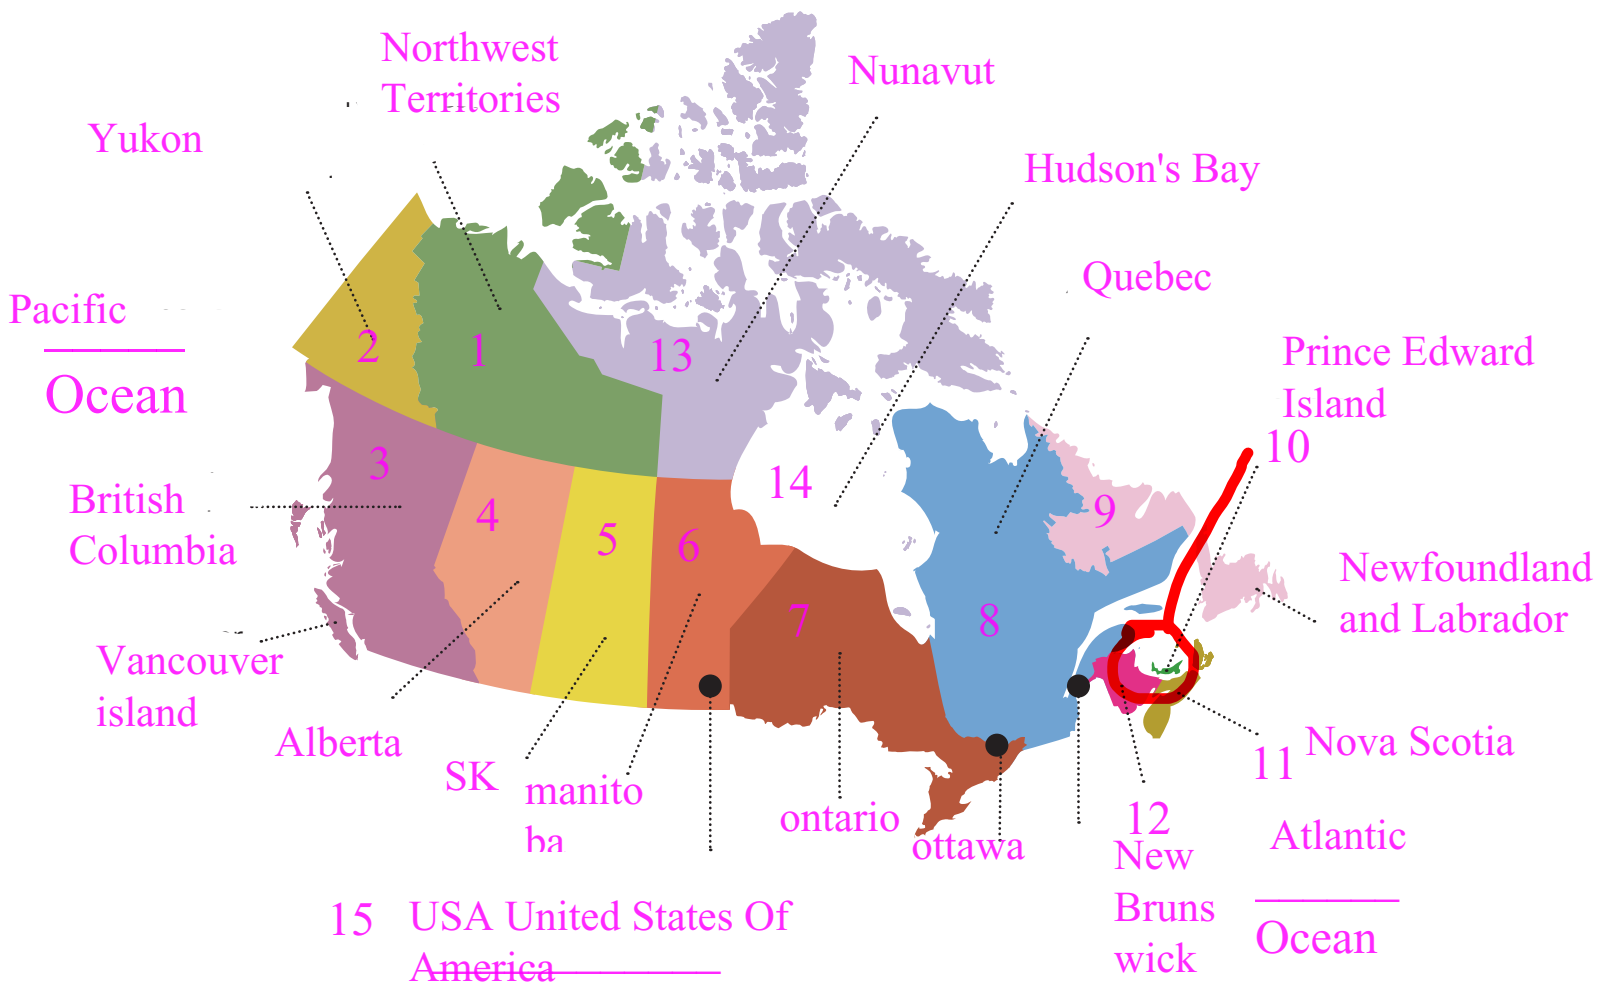 Northwest
Territories
Nunavut
Yukon
Hudson's Bay
Quebec
Pacific
Ocean
2
1
13
Prince Edward
Island
10
3
14
British
Columbia
4
5
6
9
7
8
Newfoundland
and Labrador
Vancouver
island
Alberta
SK
manito
ba
ontario
ottawa
11
Nova Scotia
12
New
Bruns
wick
Atlantic
Ocean
15
USA United States Of
America